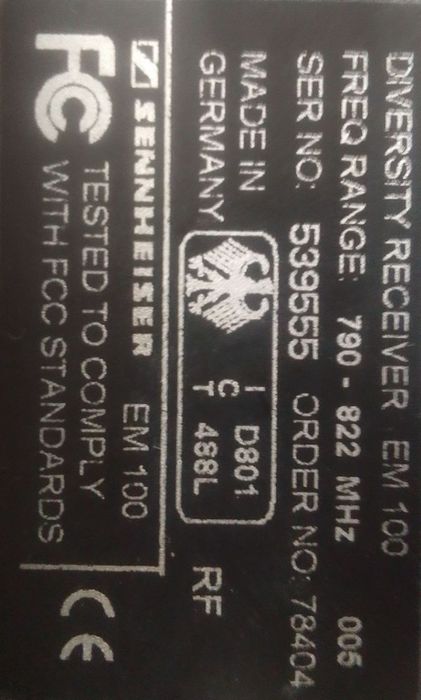 DIVERSITY RECEIVER EM 100
FREQ RANGE: 790 - 822 MHz 005
SER NO: 539555 ORDER NO: 78404
MADE IN
GERMANY
I
C
T
D801
488L
RF
SENNHEISER EM 100
FC TESTED TO COMPLY
WITH FCC STANDARDS
CE